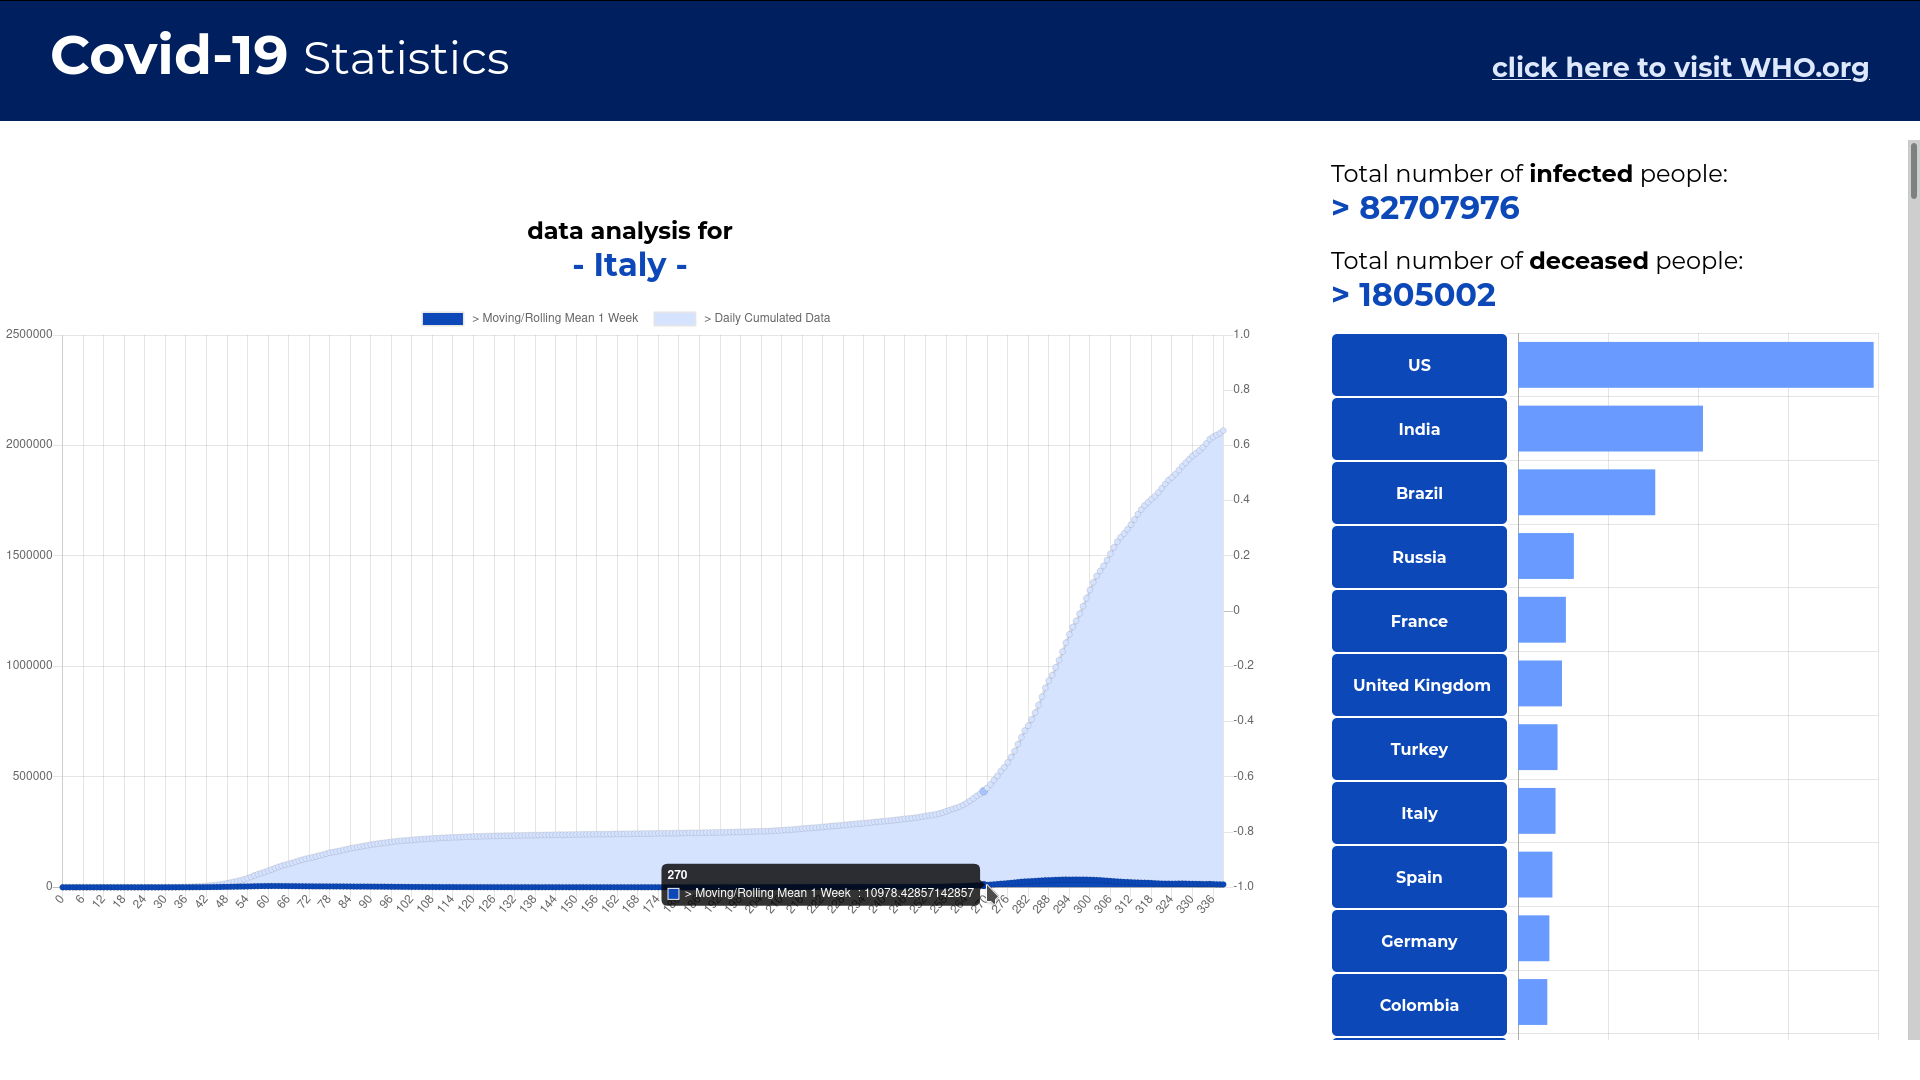 Covid-19 Statistics
click here to visit WHO.org
data analysis for
- Italy -
> Moving/Rolling Mean 1 Week > Daily Cumulated Data
2500000
2000000
1500000
1000000
500000
0
1.0
0.8
0.6
0.4
0.2
0
-0.2
-0.4
-0.6
-0.8
-1.0
270
> Moving/Rolling Mean 1 Week : 10978.42857142857
0 6 12 18 24 30 36 42 48 54 60 66 72 78 84 90 96 102 108 114 120 126 132 138 144 150 156 162 168 174 276 282 288 294 300 306 312 318 324 330 336
Total number of infected people:
> 82707976
Total number of deceased people:
> 1805002
US
India
Brazil
Russia
France
United Kingdom
Turkey
Italy
Spain
Germany
Colombia